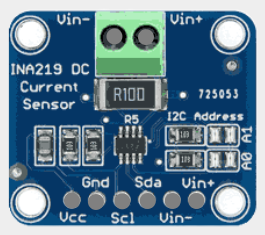 Vin- Vin+
INA219 DC
Current
Sensor
R100
725053
R5
I2C Address
A1
A0
Gnd Sda Vin+
Vcc Scl Vin-